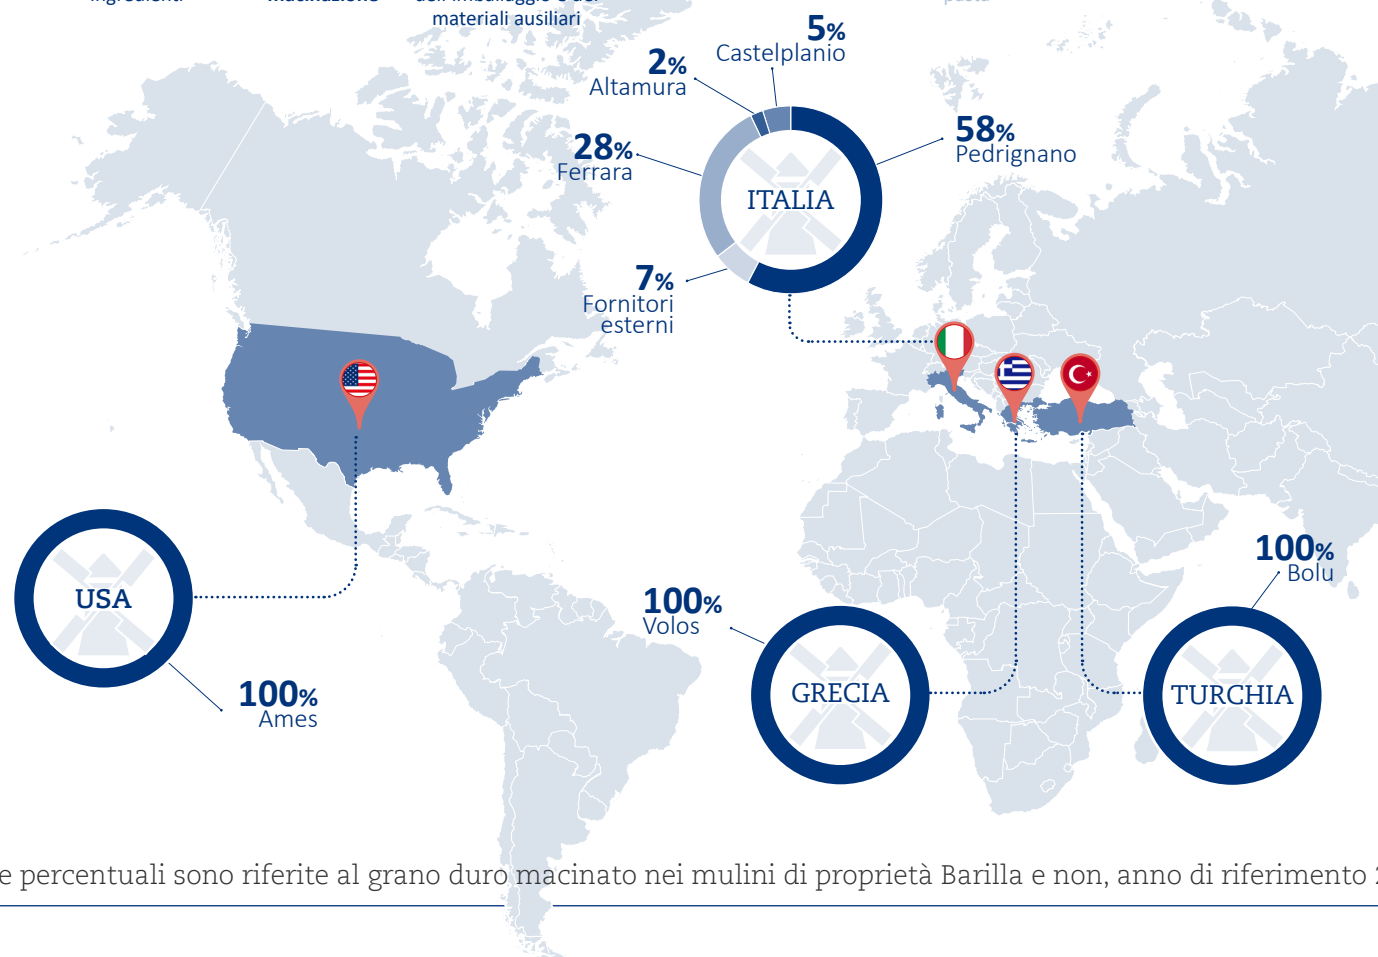 materiali ausiliari
5%
Castelplanio
2%
Altamura
58%
Pedrignano
28%
Ferrara
ITALIA
7%
Fornitori
esterni
100%
Bolu
USA
100%
Volos
100%
Ames
GRECIA
TURCHIA
e percentuali sono riferite al grano duro macinato nei mulini di proprietà Barilla e non, anno di riferimento